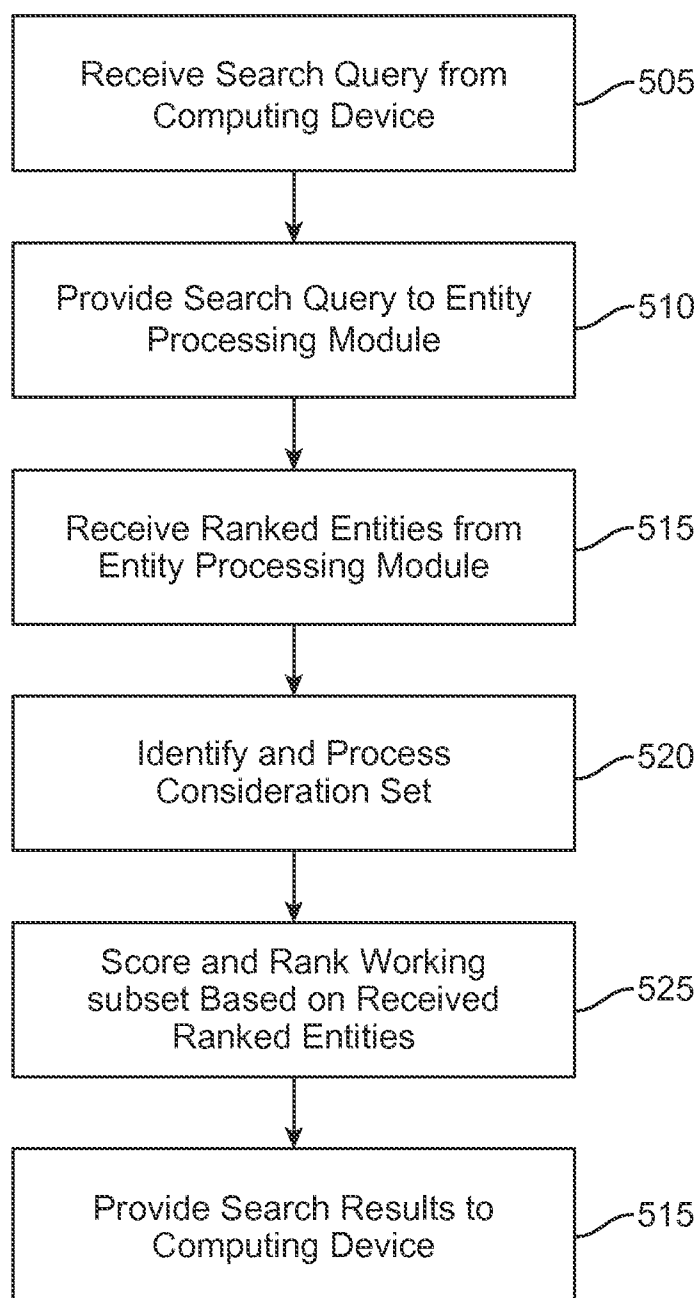 Receive Search Query from
Computing Device
505
Provide Search Query to Entity
Processing Module
510
Receive Ranked Entities from
Entity Processing Module
515
Identify and Process
Consideration Set
520
Score and Rank Working
subset Based on Received
Ranked Entities
525
Provide Search Results to
Computing Device
515